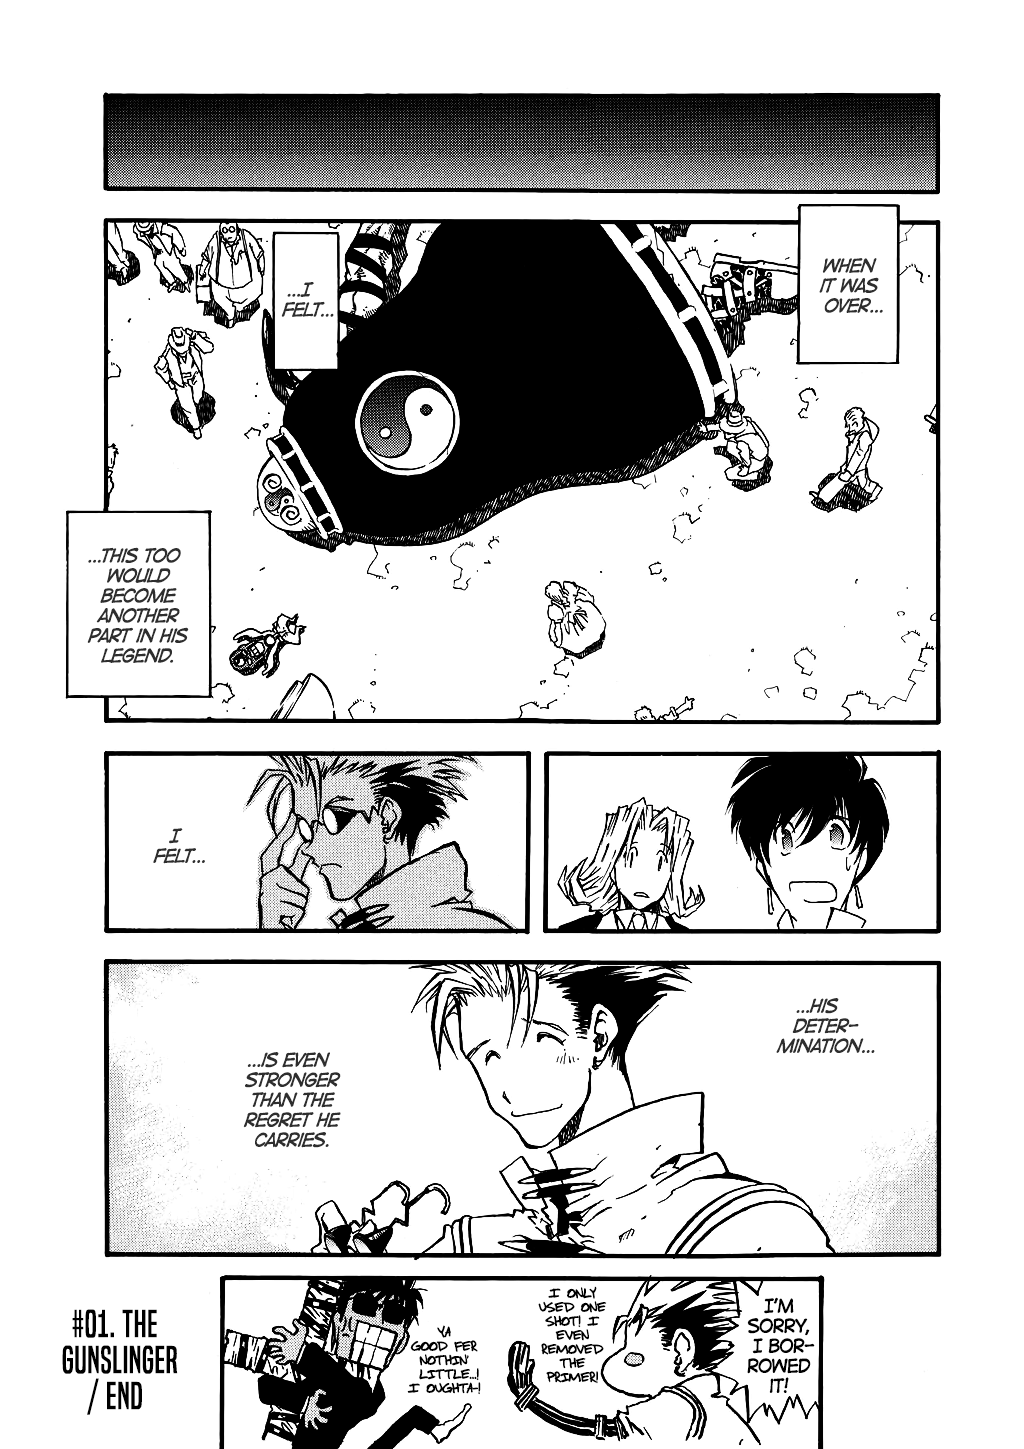 WHEN
IT WAS
OVER...
...I
FELT...
...THIS TOO
WOULD
BECOME
ANOTHER
PART IN HIS
LEGEND.
I
FELT...
...HIS
DETER-
MINATION...
...IS EVEN
STRONGER
THAN THE
REGRET HE
CARRIES.
I'M
SORRY,
I BOR-
ROWED
IT!
I ONLY
USED ONE
SHOT! I
EVEN
REMOVED
THE
PRIMER!
YA
GOOD FER
NOTHIN'
LITTLE...!
I OUGHTA-!
#01. THE
GUNSLINGER
/ END